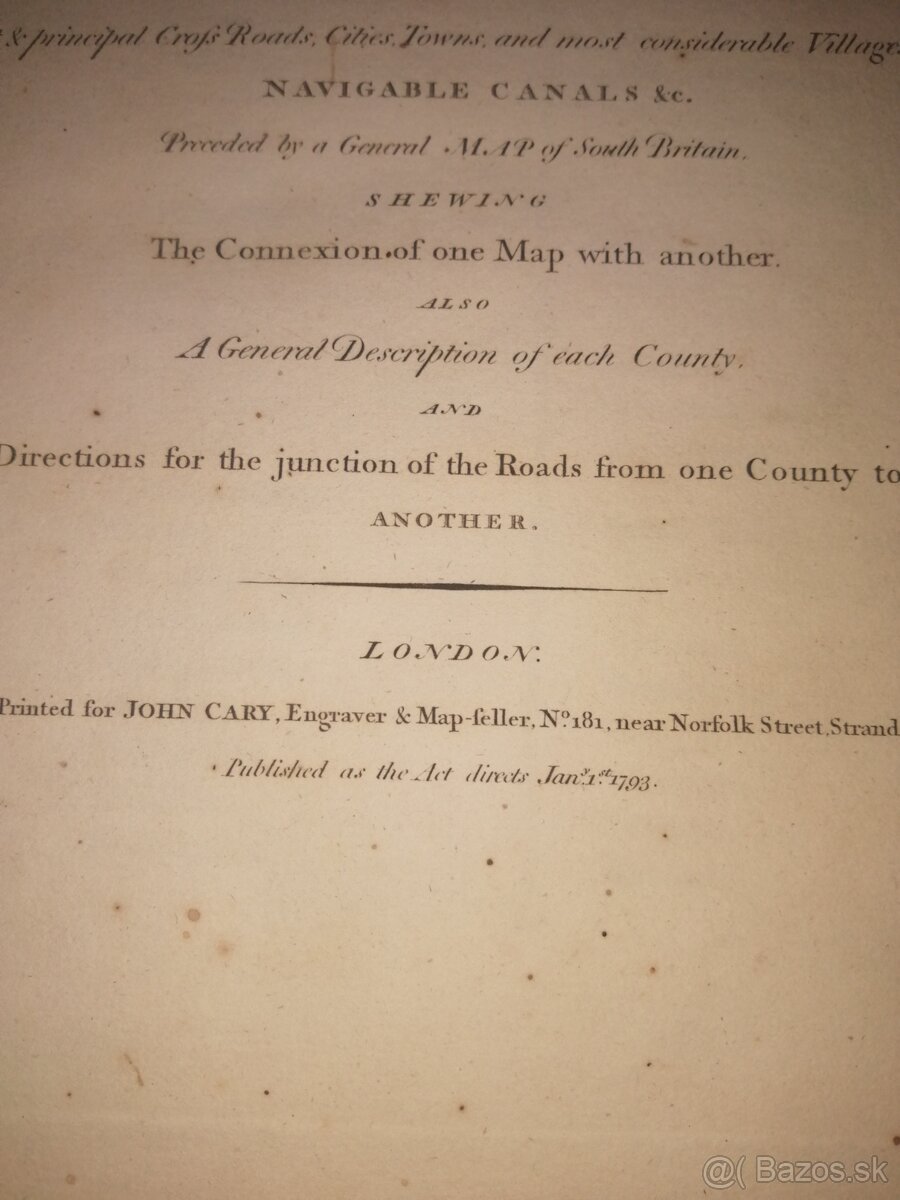 & principal Croſs Roads, Cities, Towns, and most considerable Village
NAVIGABLE CANALS &c.
Preceded by a General MAP of South Britain,
SHEWING
The Connexion of one Map with another.
ALSO
A General Description of each County,
AND
Directions for the junction of the Roads from one County to
ANOTHER.
LONDON:
Printed for JOHN CARY, Engraver & Map-ſeller, No. 181, near Norfolk Street, Strand
Published as the Act directs Jany. 1st. 1793.
@( Bazos.sk